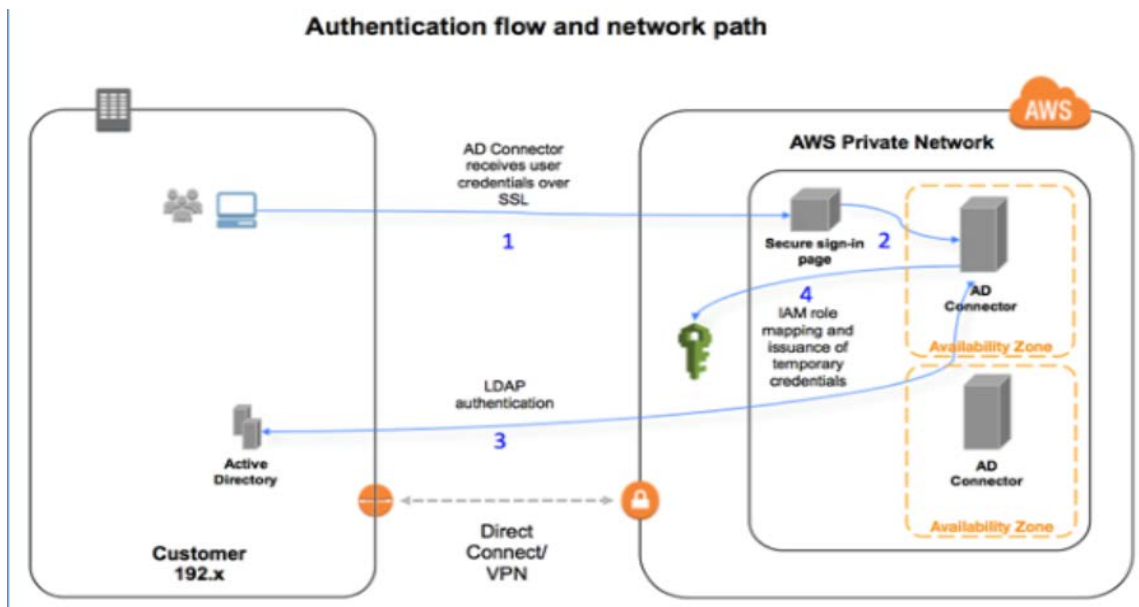 Authentication flow and network path
AWS
AWS Private Network
AD Connector
receives user
credentials over
SSL
1
Secure sign-in
page
2
AD
Connector
Availability Zone
4
IAM role
mapping and
issuance of
temporary
credentials
LDAP
authentication
3
Active
Directory
AD
Connector
Availability Zone
Direct
Connect/
VPN
Customer
192.x